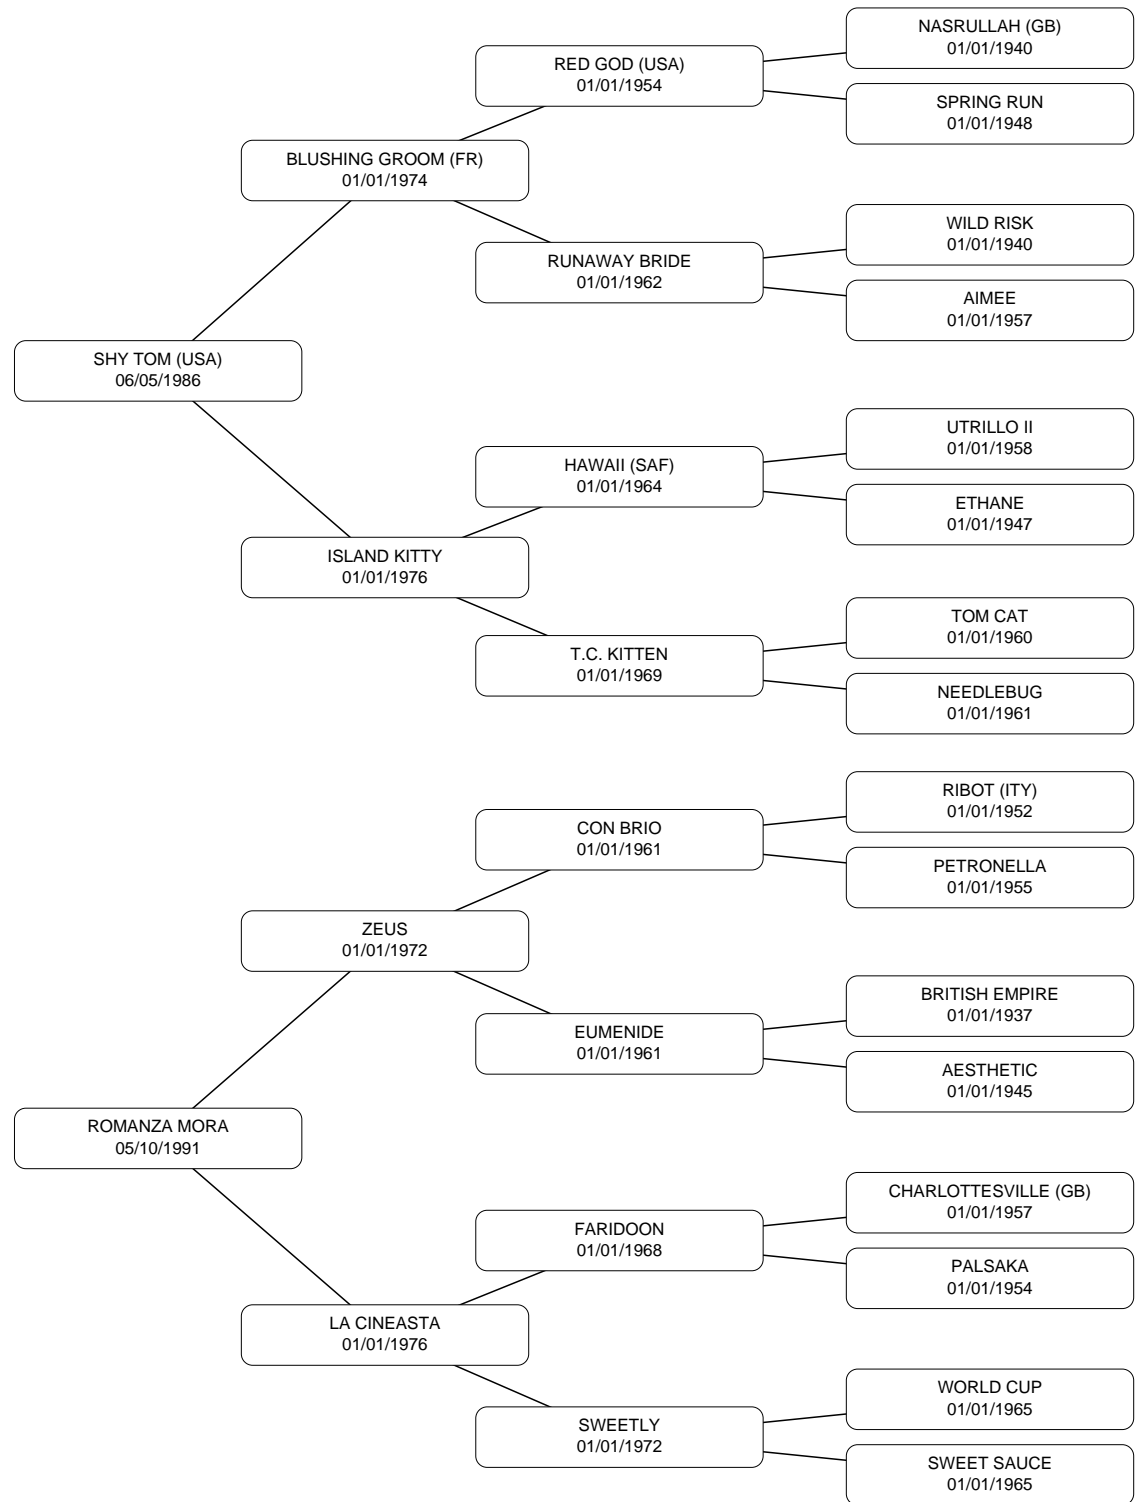 NASRULLAH (GB)
01/01/1940
RED GOD (USA)
01/01/1954
SPRING RUN
01/01/1948
BLUSHING GROOM (FR)
01/01/1974
WILD RISK
01/01/1940
RUNAWAY BRIDE
01/01/1962
AIMEE
01/01/1957
SHY TOM (USA)
06/05/1986
UTRILLO II
01/01/1958
HAWAII (SAF)
01/01/1964
ETHANE
01/01/1947
ISLAND KITTY
01/01/1976
TOM CAT
01/01/1960
T.C. KITTEN
01/01/1969
NEEDLEBUG
01/01/1961
RIBOT (ITY)
01/01/1952
CON BRIO
01/01/1961
PETRONELLA
01/01/1955
ZEUS
01/01/1972
BRITISH EMPIRE
01/01/1937
EUMENIDE
01/01/1961
AESTHETIC
01/01/1945
ROMANZA MORA
05/10/1991
CHARLOTTESVILLE (GB)
01/01/1957
FARIDOON
01/01/1968
PALSAKA
01/01/1954
LA CINEASTA
01/01/1976
WORLD CUP
01/01/1965
SWEETLY
01/01/1972
SWEET SAUCE
01/01/1965